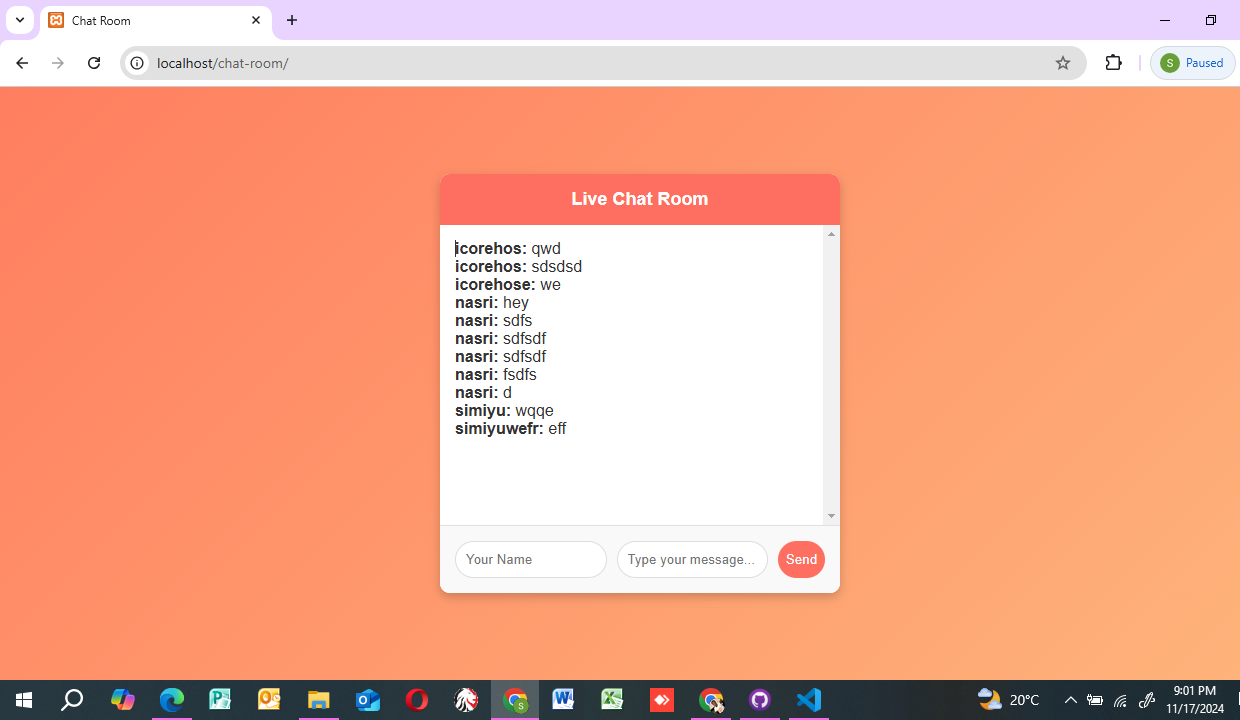 Chat Room
localhost/chat-room/
S
Paused
Live Chat Room
icorehos: qwd
icorehos: sdsdsd
icorehose: we
nasri: hey
nasri: sdfs
nasri: sdfsdf
nasri: sdfsdf
nasri: fsdfs
nasri: d
simiyu: wqqe
simiyuwefr: eff
Your Name
Type your message...
Send
20°C
9:01 PM
11/17/2024